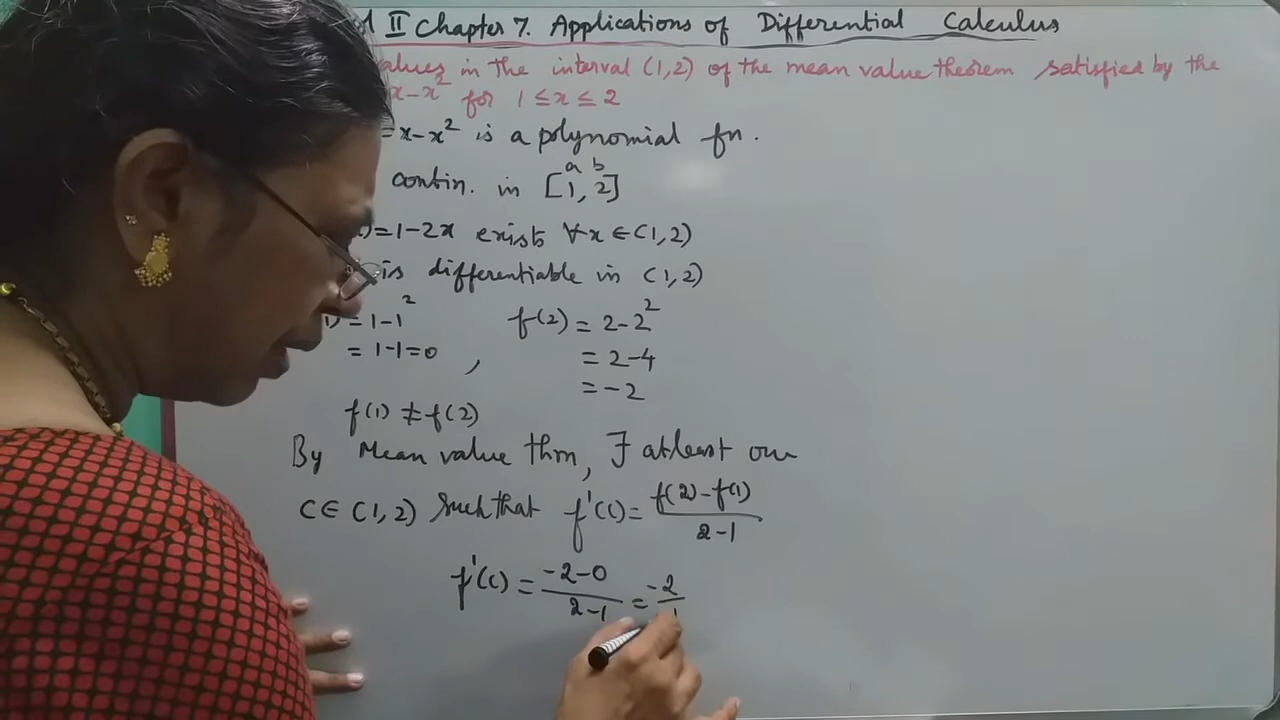 II Chapter 7. Applications of Differential Calculus
in the interval (1,2) of the mean value theorem satisfied by the
x-x² for 1 ≤ x ≤ 2
= x-x² is a polynomial fn.
a b
contin. in [1, 2]
)=1-2x exists ∀x ∈ (1,2)
is differentiable in (1,2)
) = 1-1² f(2) = 2-2²
= 1-1=0 , = 2-4
= -2
f(1) ≠ f(2)
By Mean value thm, ∃ atleast one
C ∈ (1,2) such that f'(c) = f(2)-f(1) / 2-1
f'(c) = -2-0 / 2-1 = -2 / 1